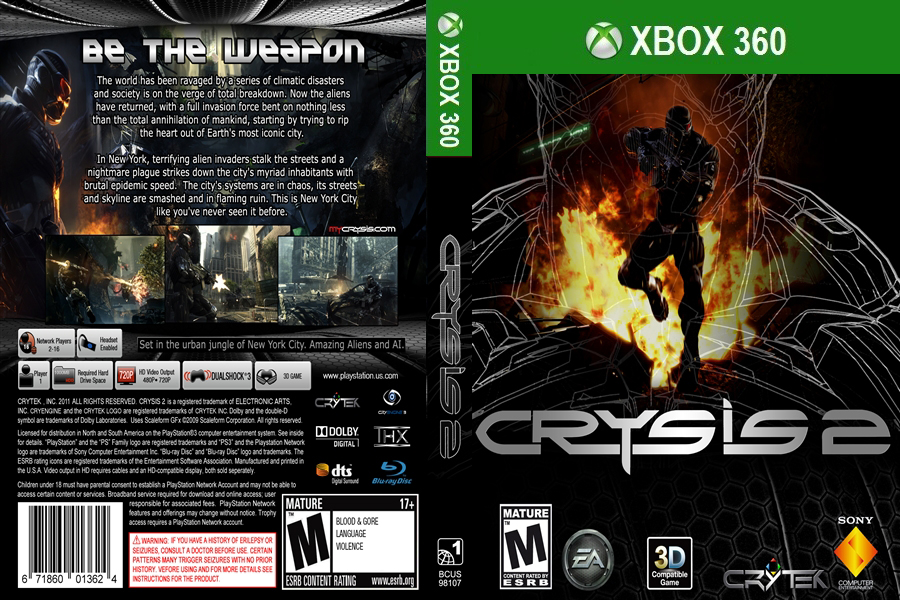 BE THE WEAPON
The world has been ravaged by a series of climatic disasters
and society is on the verge of total breakdown. Now the aliens
have returned, with a full invasion force bent on nothing less
than the total annihilation of mankind, starting by trying to rip
the heart out of Earth's most iconic city.
In New York, terrifying alien invaders stalk the streets and a
nightmare plague strikes down the city's myriad inhabitants with
brutal epidemic speed. The city's systems are in chaos, its streets
and skyline are smashed and in flaming ruin. This is New York City
like you've never seen it before.
mycrysis.com
Network Players
2-16
Headset
Enabled
Set in the urban jungle of New York City. Amazing Aliens and AI.
Player
1
Required Hard
Drive Space
720P
HD Video Output
480P• 720P
DUALSHOCK®3
3D GAME
www.playstation.us.com
CRYTEK , INC. 2011 ALL RIGHTS RESERVED. CRYSIS 2 is a registered trademark of ELECTRONIC ARTS,
INC. CRYENGINE and the CRYTEK LOGO are registered trademarks of CRYTEK INC. Dolby and the double-D
symbol are trademarks of Dolby Laboratories. Uses Scaleform GFx ©2009 Scaleform Corporation. All rights reserved.
Licensed for distribution in North and South America on the Playstation83 computer entertainment system. See inside
for details. "PlayStation" and the "PS" Family logo are registered trademarks and "PS3" and the Playstation Network
logo are trademarks of Sony Computer Entertainment Inc. "Blu-ray Disc" and "Blu-ray Disc" logo and trademarks. The
ESRB rating icons are registered trademarks of the Entertainment Software Association. Manufactured and printed in
the U.S.A. Video output in HD requires cables and an HD-compatible display, both sold seperately.
Children under 18 must have parental consent to establish a PlayStation Network Account and may not be able to
access certain content or services. Broadband service required for download and online access; user
responsible for associated fees. PlayStation Network
features and offerings may change without notice. Trophy
access requires a PlayStation Network account.
CRYTEK
DOLBY
DIGITAL
THX
dts
Digital Surround
Blu-ray Disc
6 71860 01362 4
WARNING: IF YOU HAVE A HISTORY OF EPILEPSY OR
SEIZURES, CONSULT A DOCTOR BEFORE USE. CERTAIN
PATTERNS MANY TRIGGER SEIZURES WITH NO PRIOR
HISTORY. VBEFORE USING AND FOR MORE DETAILS SEE
INSTRUCTIONS FOR THE PRODUCT.
MATURE 17+
M
BLOOD & GORE
LANGUAGE
VIOLENCE
ESRB CONTENT RATING www.esrb.org
XBOX 360
CRYSIS 2
1
BCUS
98107
XBOX 360
CRYSIS 2
MATURE
M
CONTENT RATED BY
ESRB
EA
3D
Compatible
Game
CRYTEK
SONY
COMPUTER
ENTERTAINMENT